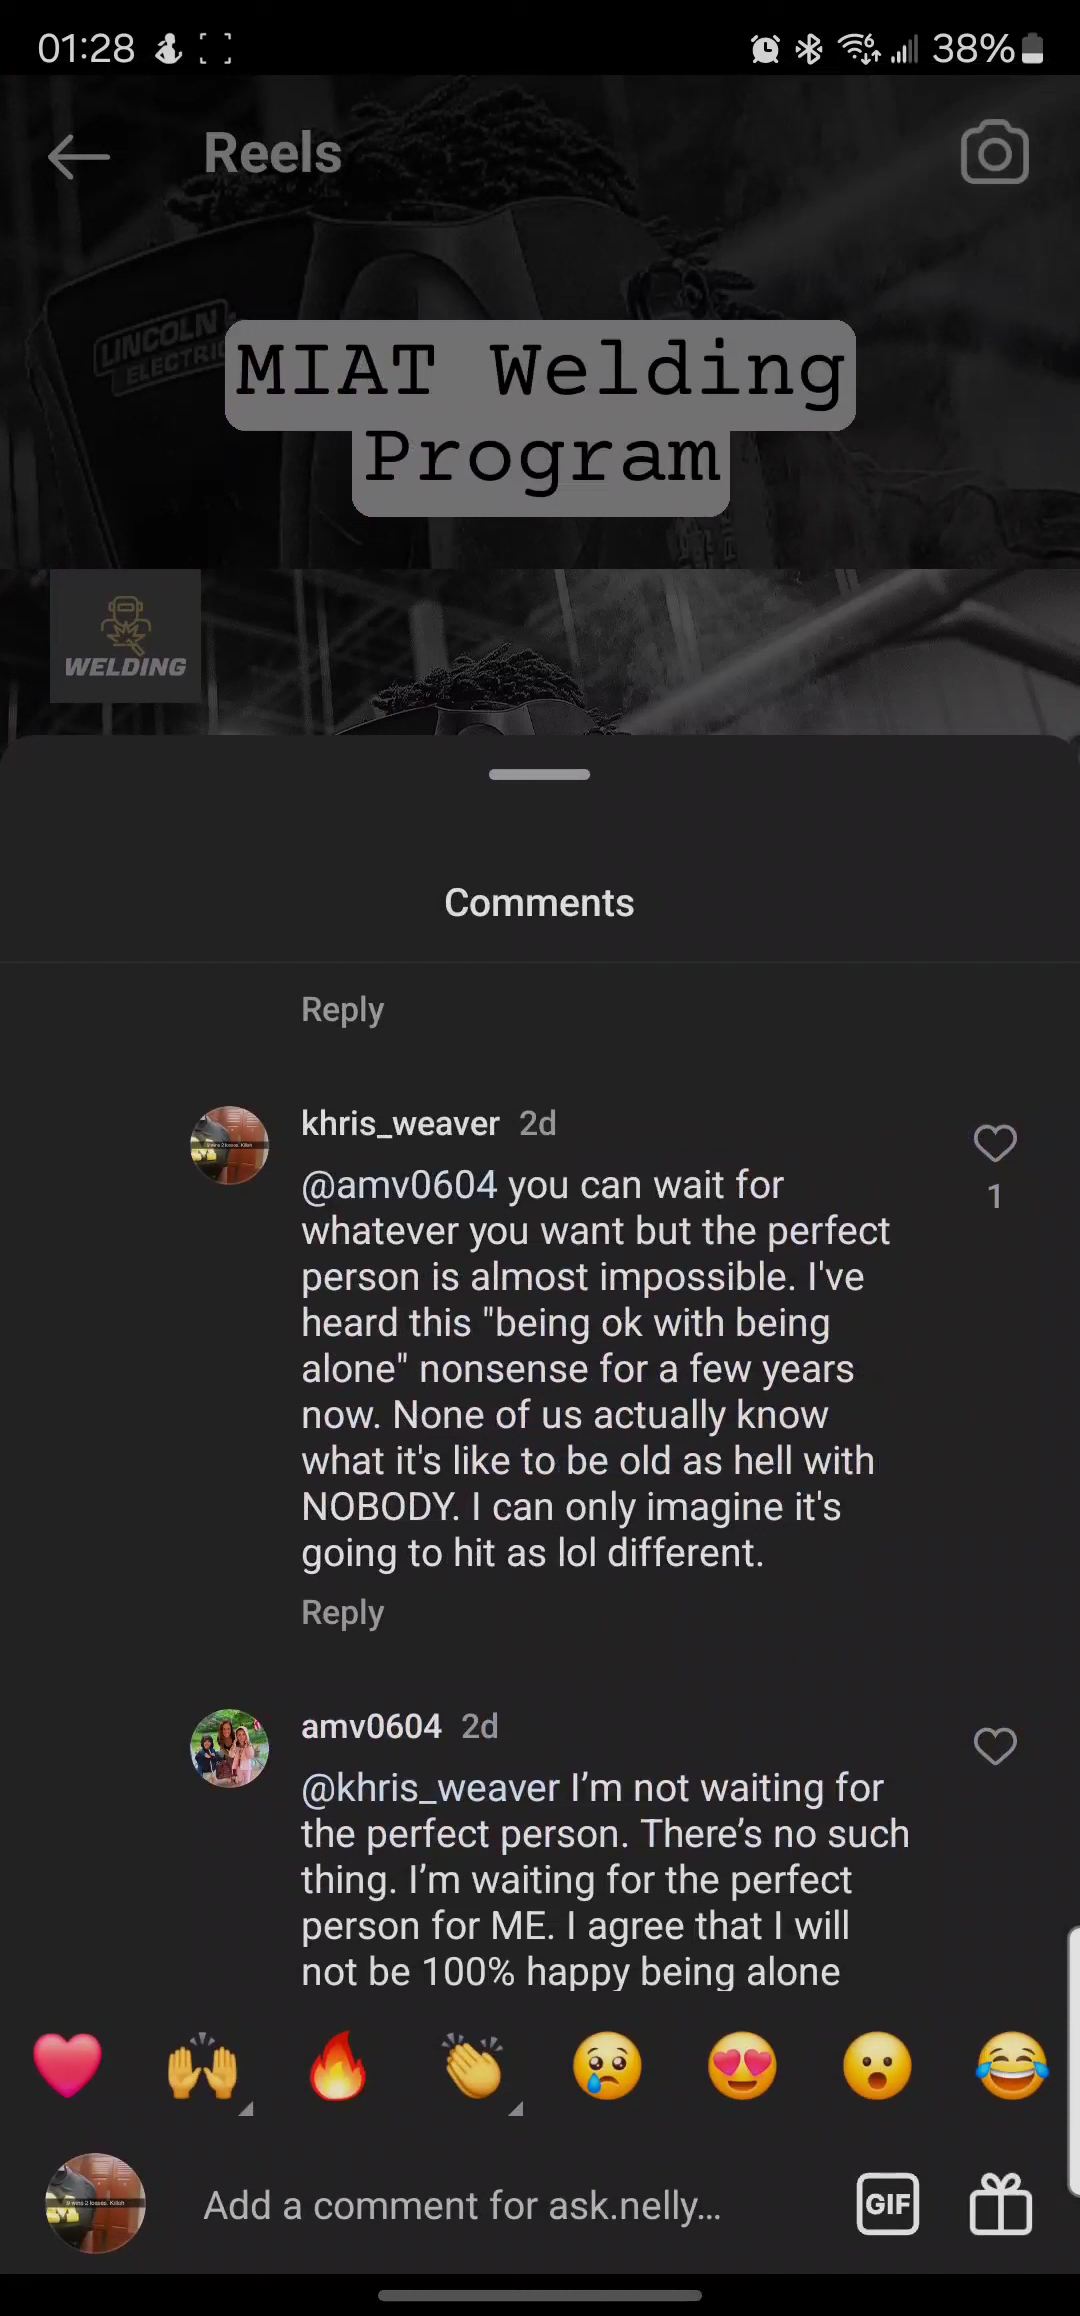 01:28
38%
Reels
LINCOLN
ELECTRIC
MIAT Welding
Program
WELDING
Comments
Reply
khris_weaver 2d
@amv0604 you can wait for
whatever you want but the perfect
person is almost impossible. I've
heard this "being ok with being
alone" nonsense for a few years
now. None of us actually know
what it's like to be old as hell with
NOBODY. I can only imagine it's
going to hit as lol different.
1
Reply
amv0604 2d
@khris_weaver I’m not waiting for
the perfect person. There’s no such
thing. I’m waiting for the perfect
person for ME. I agree that I will
not be 100% happy being alone
9 wins 2 losses. Killah
Add a comment for ask.nelly...
GIF